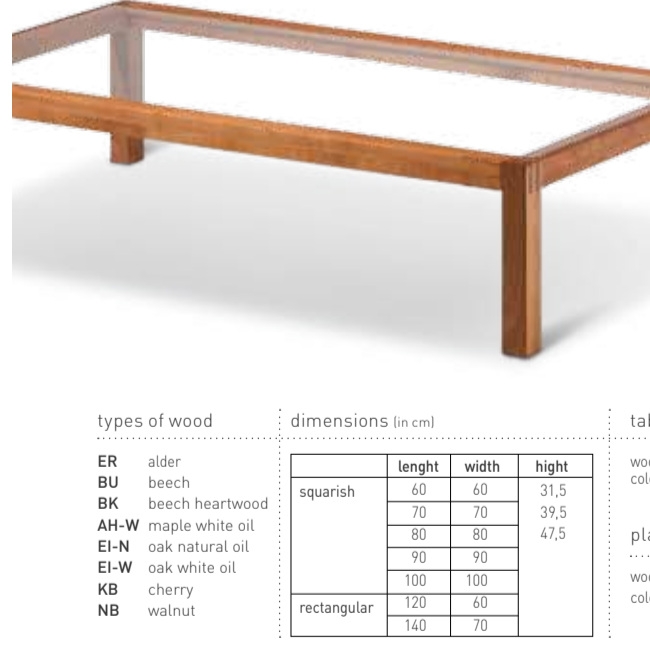 types of wood
ER alder
BU beech
BK beech heartwood
AH-W maple white oil
EI-N oak natural oil
EI-W oak white oil
KB cherry
NB walnut
dimensions (in cm)
lenght width hight
squarish 60 60 31,5
70 70 39,5
80 80 47,5
90 90
100 100
rectangular 120 60
140 70